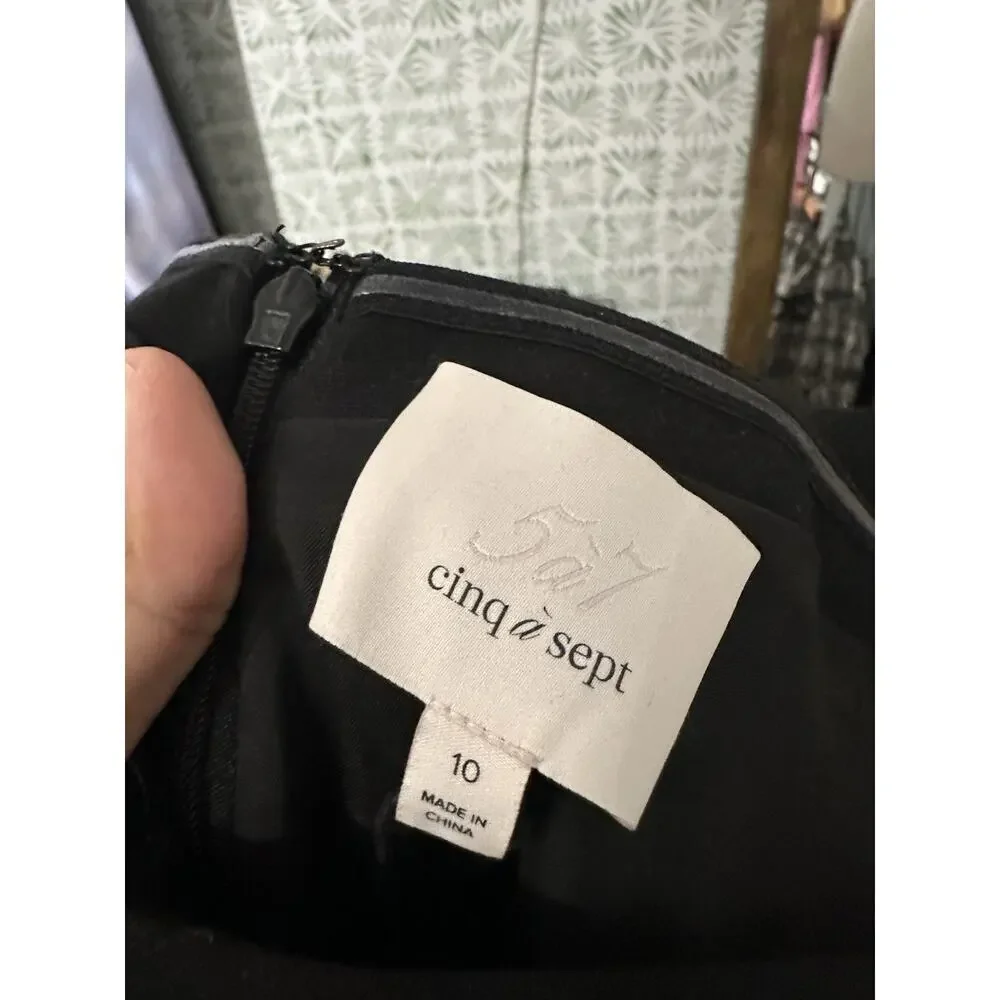 5à7
cinq à sept
10
MADE IN
CHINA